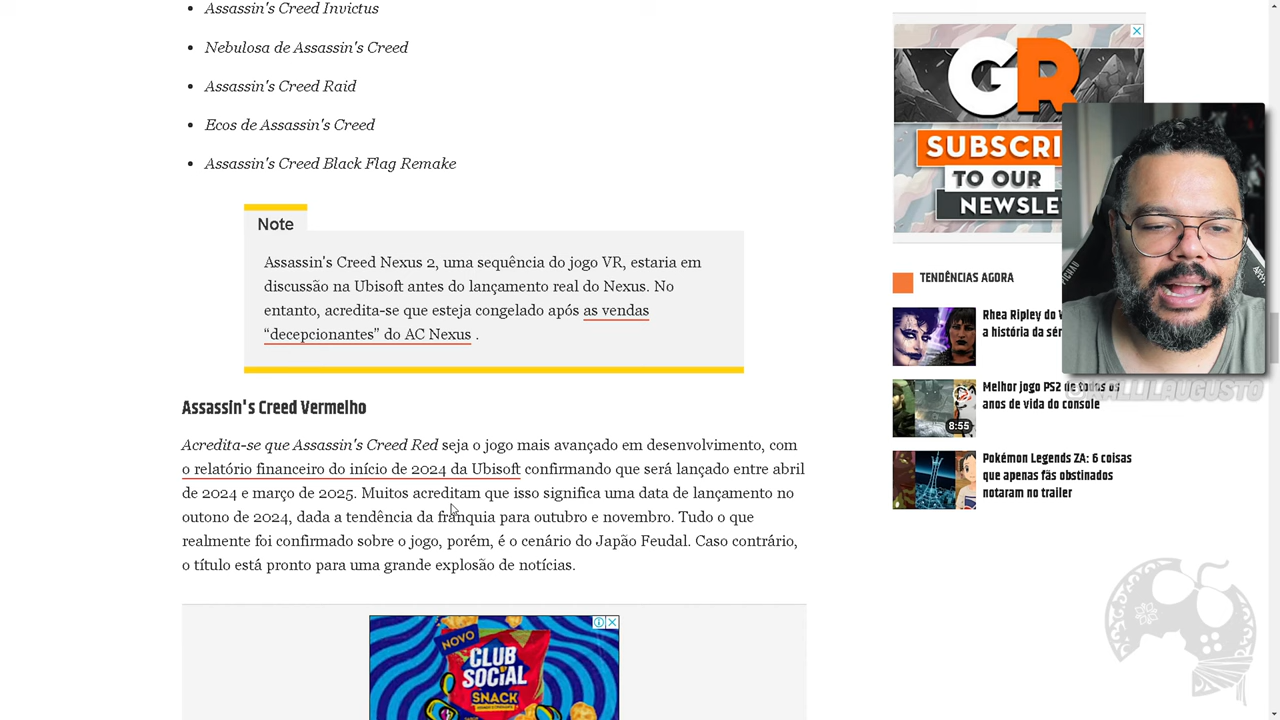 Assassin's Creed Invictus
Nebulosa de Assassin's Creed
Assassin's Creed Raid
Ecos de Assassin's Creed
Assassin's Creed Black Flag Remake
Note
Assassin's Creed Nexus 2, uma sequência do jogo VR, estaria em
discussão na Ubisoft antes do lançamento real do Nexus. No
entanto, acredita-se que esteja congelado após as vendas
“decepcionantes” do AC Nexus .
Assassin's Creed Vermelho
Acredita-se que Assassin's Creed Red seja o jogo mais avançado em desenvolvimento, com
o relatório financeiro do início de 2024 da Ubisoft confirmando que será lançado entre abril
de 2024 e março de 2025. Muitos acreditam que isso significa uma data de lançamento no
outono de 2024, dada a tendência da franquia para outubro e novembro. Tudo o que
realmente foi confirmado sobre o jogo, porém, é o cenário do Japão Feudal. Caso contrário,
o título está pronto para uma grande explosão de notícias.
NOVO
CLUB
SOCIAL
SNACK
GR
SUBSCRI
TO OUR
NEWSLE
TENDÊNCIAS AGORA
Rhea Ripley do
a história da sér
Melhor jogo PS2 de todos os
anos de vida do console
8:55
Pokémon Legends ZA: 6 coisas
que apenas fãs obstinados
notaram no trailer